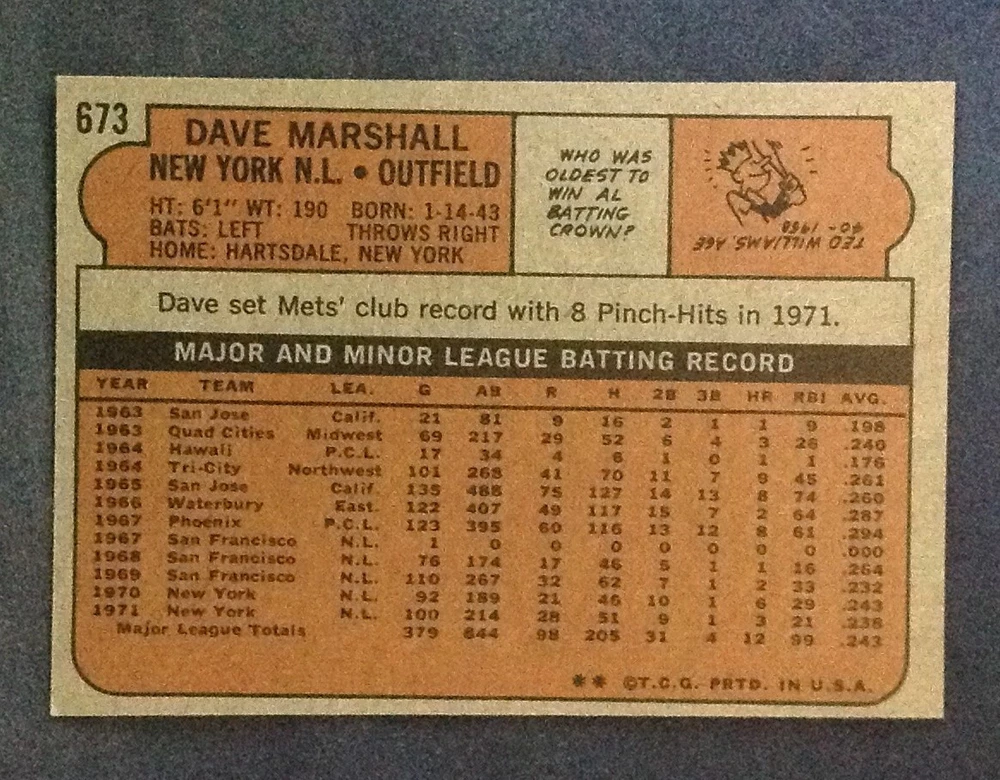 673
DAVE MARSHALL
NEW YORK N.L. • OUTFIELD
HT: 6'1" WT: 190 BORN: 1-14-43
BATS: LEFT THROWS RIGHT
HOME: HARTSDALE, NEW YORK
WHO WAS
OLDEST TO
WIN AL
BATTING
CROWN?
TED WILLIAMS, AGE
40 - 1958
Dave set Mets' club record with 8 Pinch-Hits in 1971.
MAJOR AND MINOR LEAGUE BATTING RECORD
YEAR TEAM LEA. G AB R H 2B 3B HR RBI AVG.
1963 San Jose Calif. 21 81 9 16 2 1 1 9 .198
1963 Quad Cities Midwest 69 217 29 52 6 4 3 26 .240
1964 Hawaii P.C.L. 17 34 4 6 1 0 1 1 .176
1964 Tri-City Northwest 101 268 41 70 11 7 9 45 .261
1965 San Jose Calif. 135 488 75 127 14 13 8 74 .260
1966 Waterbury East. 122 407 49 117 15 7 2 64 .287
1967 Phoenix P.C.L. 123 395 60 116 13 12 8 61 .294
1967 San Francisco N.L. 1 0 0 0 0 0 0 0 .000
1968 San Francisco N.L. 76 174 17 46 5 1 1 16 .264
1969 San Francisco N.L. 110 267 32 62 7 1 2 33 .232
1970 New York N.L. 92 189 21 46 10 1 6 29 .243
1971 New York N.L. 100 214 28 51 9 1 3 21 .238
Major League Totals 379 844 98 205 31 4 12 99 .243
** ©T.C.G. PRTD. IN U.S.A.